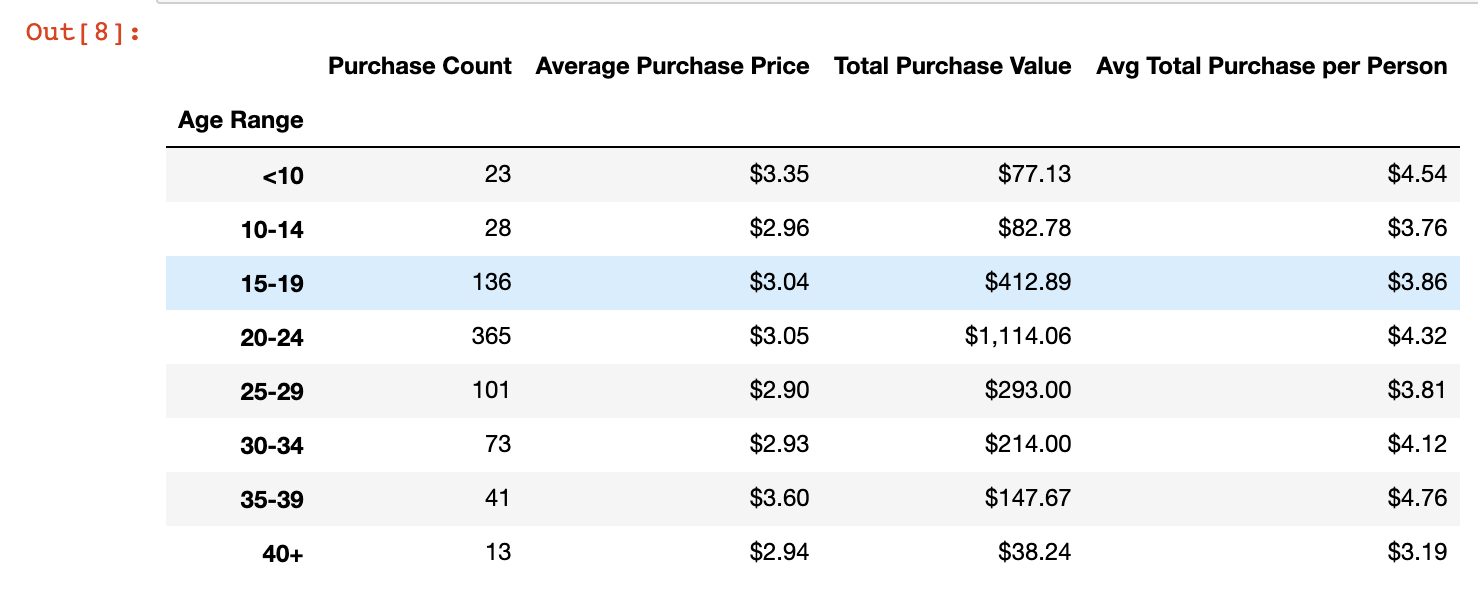 Out[8]:
Purchase Count Average Purchase Price Total Purchase Value Avg Total Purchase per Person
Age Range
<10 23 $3.35 $77.13 $4.54
10-14 28 $2.96 $82.78 $3.76
15-19 136 $3.04 $412.89 $3.86
20-24 365 $3.05 $1,114.06 $4.32
25-29 101 $2.90 $293.00 $3.81
30-34 73 $2.93 $214.00 $4.12
35-39 41 $3.60 $147.67 $4.76
40+ 13 $2.94 $38.24 $3.19